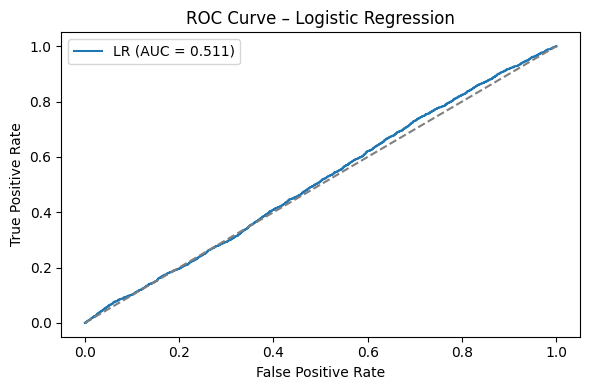 ROC Curve – Logistic Regression
LR (AUC = 0.511)
True Positive Rate
1.0
0.8
0.6
0.4
0.2
0.0
0.0 0.2 0.4 0.6 0.8 1.0
False Positive Rate